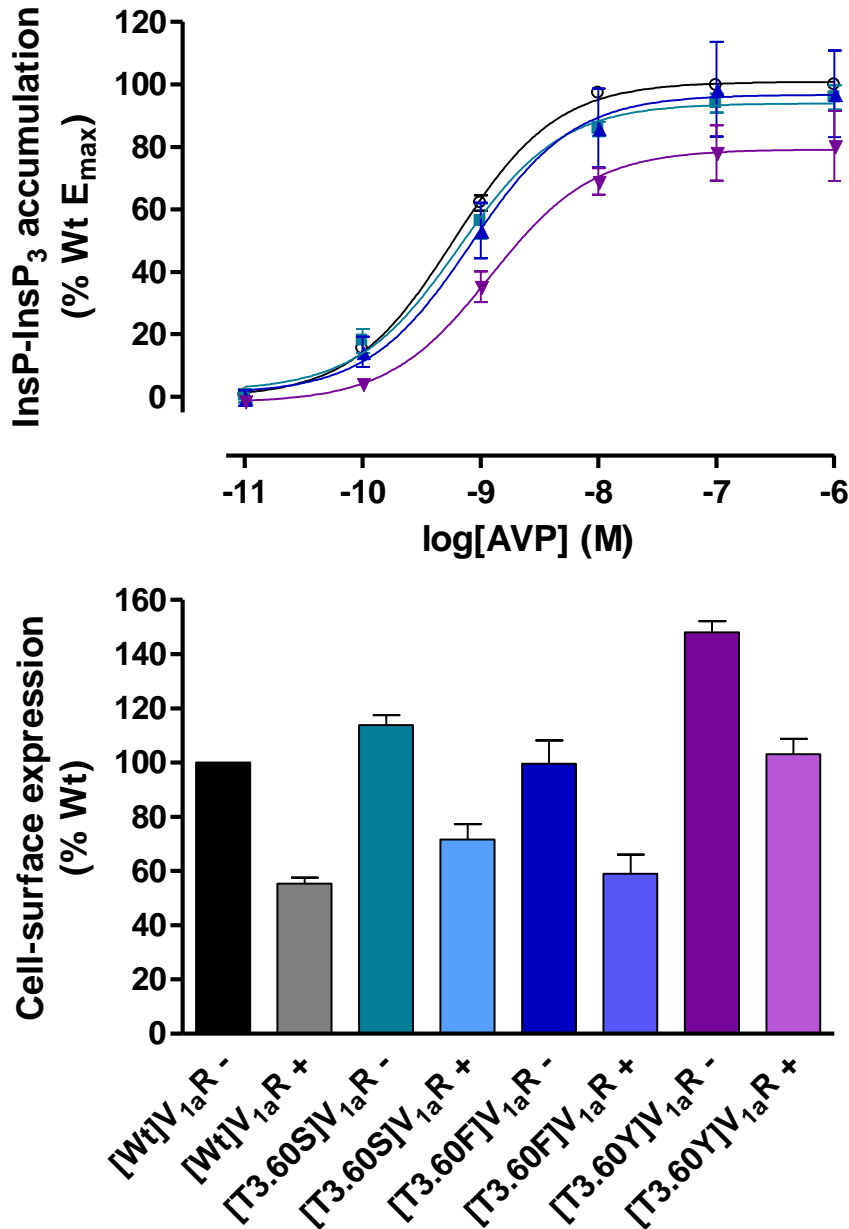 InsP-InsP₃ accumulation
(% Wt Eₘₐₓ)
120
100
80
60
40
20
0
-11 -10 -9 -8 -7 -6
log[AVP] (M)
Cell-surface expression
(% Wt)
160
140
120
100
80
60
40
20
0
[Wt]V₁ₐR -
[Wt]V₁ₐR +
[T3.60S]V₁ₐR -
[T3.60S]V₁ₐR +
[T3.60F]V₁ₐR -
[T3.60F]V₁ₐR +
[T3.60Y]V₁ₐR -
[T3.60Y]V₁ₐR +